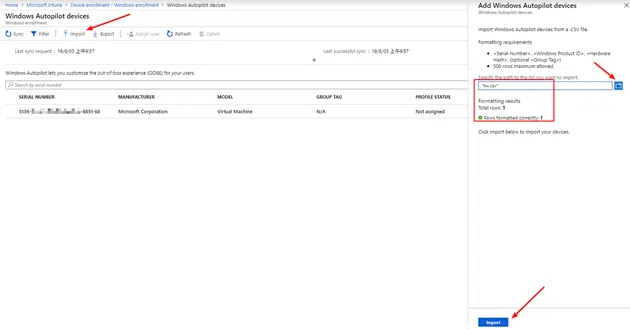 Home > Microsoft Intune > Device enrollment - Windows enrollment > Windows Autopilot devices
Windows Autopilot devices
Windows enrollment
Sync Filter Import Export Assign user Refresh Delete
Last sync request : 19/8/03 上午9:37 Last successful sync : 19/8/03 上午9:37
Windows Autopilot lets you customize the out-of-box experience (OOBE) for your users.
Search by serial number
SERIAL NUMBER MANUFACTURER MODEL GROUP TAG PROFILE STATUS
5136- -8851-68 Microsoft Corporation Virtual Machine N/A Not assigned
Add Windows Autopilot devices
Windows Autopilot devices
Import Windows Autopilot devices from a .CSV file.
Formatting requirements
• <Serial Number>, <Windows Product ID>, <Hardware
Hash>, (optional <Group Tag>)
• 500 rows maximum allowed
Specify the path to the list you want to import.
"hv.csv"
Formatting results
Total rows: 1
Rows formatted correctly: 1
Click import below to import your devices.
Import